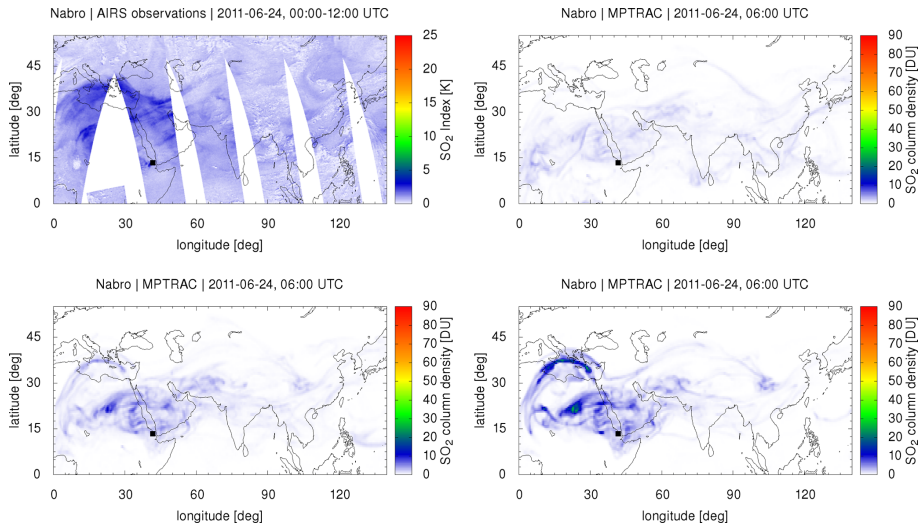 Nabro | AIRS observations | 2011-06-24, 00:00-12:00 UTC
latitude [deg]
45
30
15
0
0 30 60 90 120
longitude [deg]
25
20
15
10
5
0
SO2 Index [K]
Nabro | MPTRAC | 2011-06-24, 06:00 UTC
latitude [deg]
45
30
15
0
0 30 60 90 120
longitude [deg]
90
80
70
60
50
40
30
20
10
0
SO2 column density [DU]
Nabro | MPTRAC | 2011-06-24, 06:00 UTC
latitude [deg]
45
30
15
0
0 30 60 90 120
longitude [deg]
90
80
70
60
50
40
30
20
10
0
SO2 column density [DU]
Nabro | MPTRAC | 2011-06-24, 06:00 UTC
latitude [deg]
45
30
15
0
0 30 60 90 120
longitude [deg]
90
80
70
60
50
40
30
20
10
0
SO2 column density [DU]